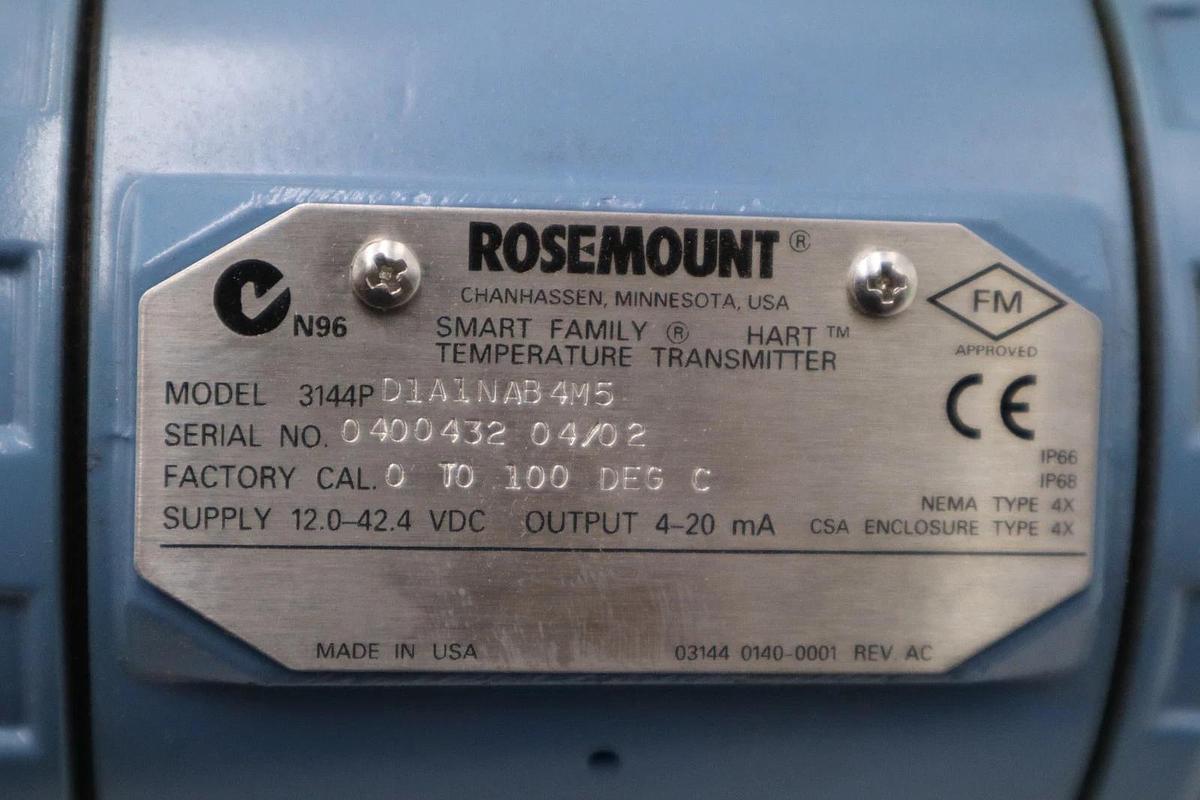 ROSEMOUNT®
CHANHASSEN, MINNESOTA, USA
N96
SMART FAMILY ® HART ™
TEMPERATURE TRANSMITTER
FM
APPROVED
MODEL 3144P D1A1NAB4M5
CE
SERIAL NO. 0400432 04/02
IP66
FACTORY CAL. 0 TO 100 DEG C
IP68
NEMA TYPE 4X
SUPPLY 12.0-42.4 VDC OUTPUT 4-20 mA CSA ENCLOSURE TYPE 4X
MADE IN USA 03144 0140-0001 REV. AC